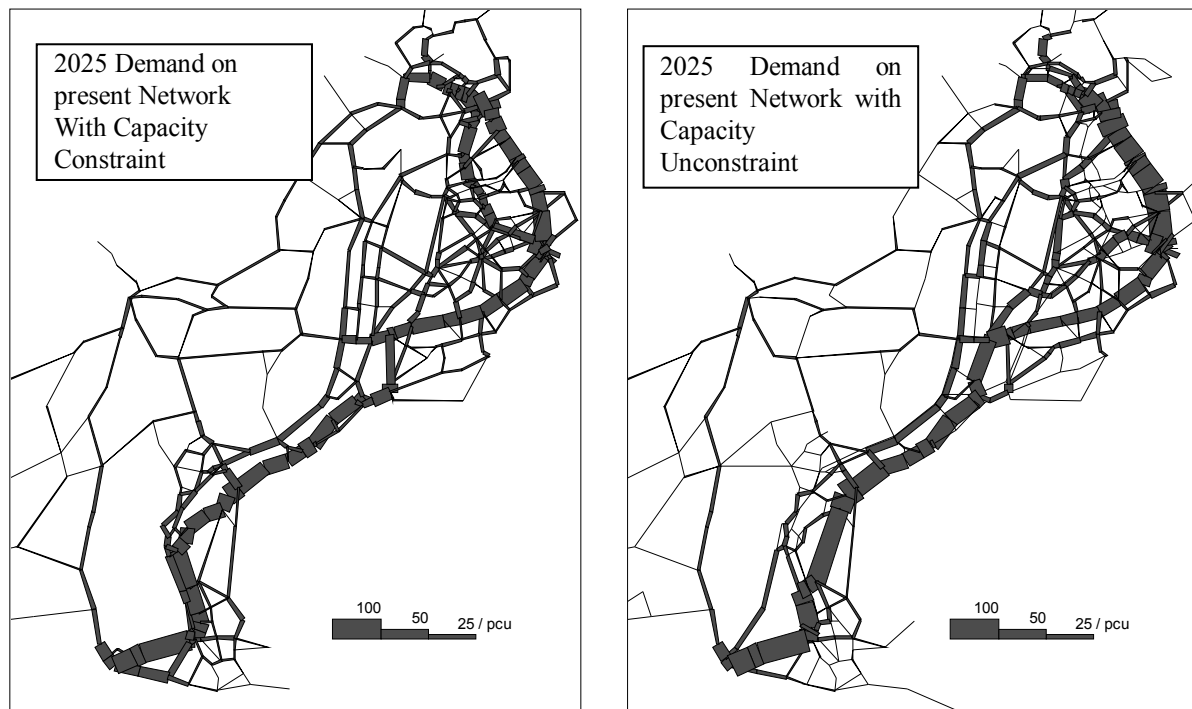 2025 Demand on
present Network
With Capacity
Constraint
100
50
25 / pcu
2025 Demand on
present Network with
Capacity
Unconstraint
100
50
25 / pcu